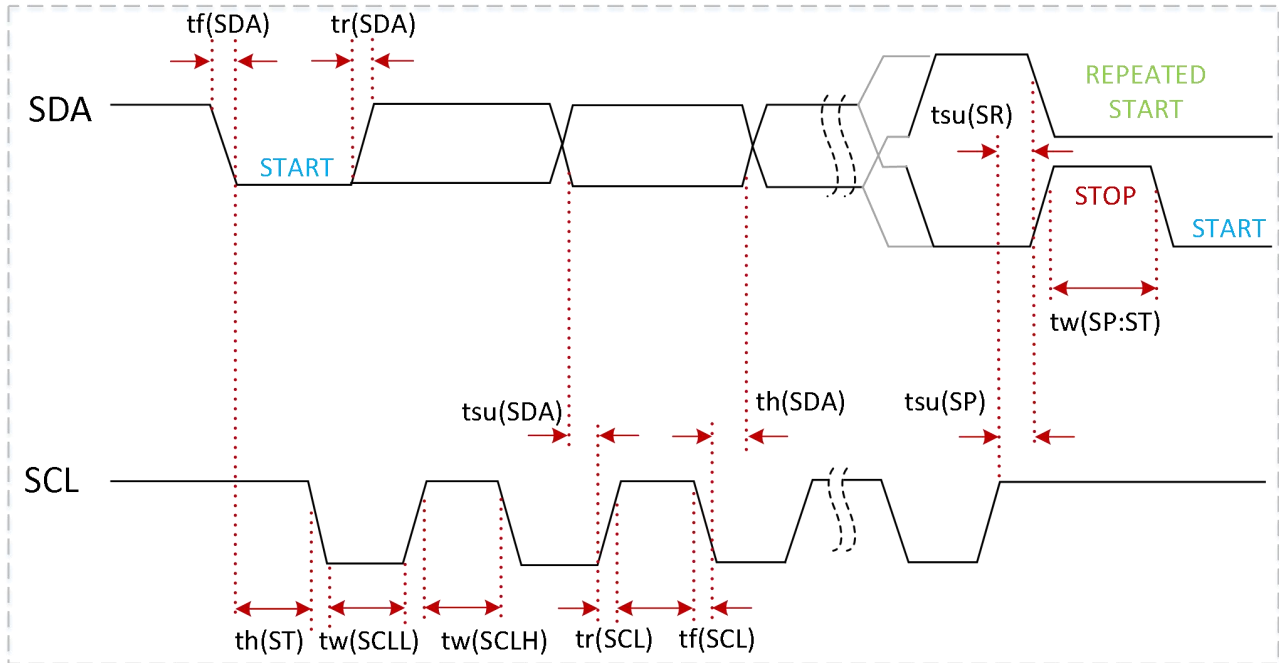 tf(SDA)
tr(SDA)
SDA
START
tsu(SR)
REPEATED
START
STOP
START
tw(SP:ST)
tsu(SDA)
th(SDA)
tsu(SP)
SCL
th(ST)
tw(SCLL)
tw(SCLH)
tr(SCL)
tf(SCL)